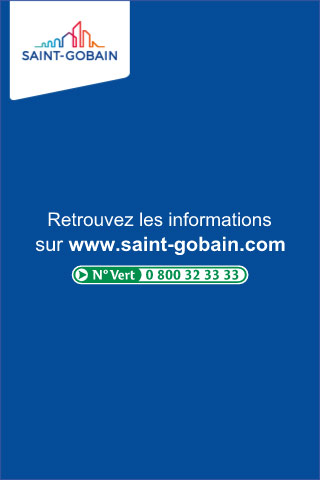 SAINT-GOBAIN
Retrouvez les informations
sur www.saint-gobain.com
N° Vert 0 800 32 33 33